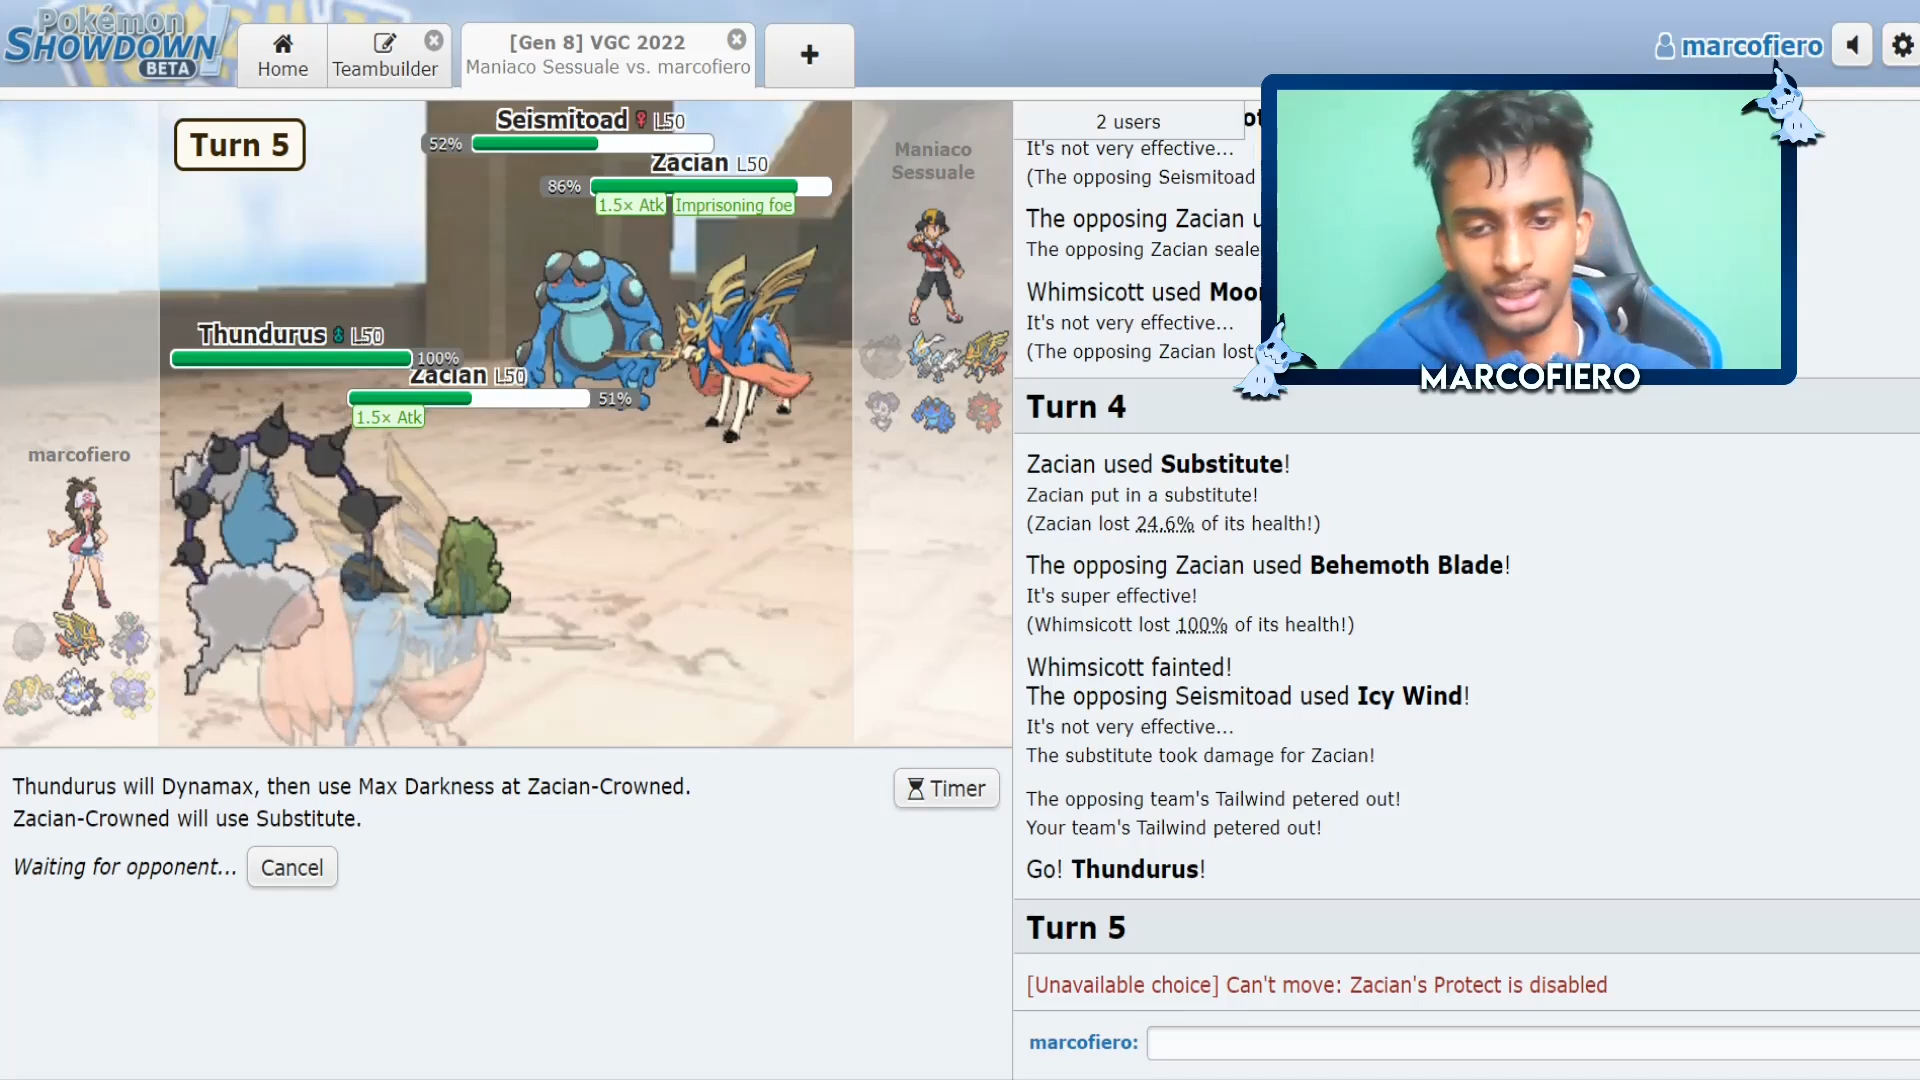 Pokémon
SHOWDOWN!
BETA
Home
Teambuilder
[Gen 8] VGC 2022
Maniaco Sessuale vs. marcofiero
+
marcofiero
Turn 5
Seismitoad L50
52%
Zacian L50
86%
1.5× Atk Imprisoning foe
Thundurus L50
100%
Zacian L50
51%
1.5× Atk
marcofiero
Maniaco
Sessuale
Thundurus will Dynamax, then use Max Darkness at Zacian-Crowned.
Zacian-Crowned will use Substitute.
Waiting for opponent... Cancel
Timer
2 users
It's not very effective...
(The opposing Seismitoad
The opposing Zacian
The opposing Zacian
Whimsicott used
It's not very effective...
(The opposing Zacian lost
MARCOFIERO
Turn 4
Zacian used Substitute!
Zacian put in a substitute!
(Zacian lost 24.6% of its health!)
The opposing Zacian used Behemoth Blade!
It's super effective!
(Whimsicott lost 100% of its health!)
Whimsicott fainted!
The opposing Seismitoad used Icy Wind!
It's not very effective...
The substitute took damage for Zacian!
The opposing team's Tailwind petered out!
Your team's Tailwind petered out!
Go! Thundurus!
Turn 5
[Unavailable choice] Can't move: Zacian's Protect is disabled
marcofiero: